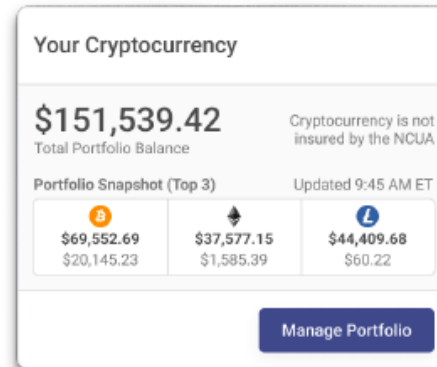 Your Cryptocurrency
$151,539.42
Total Portfolio Balance
Cryptocurrency is not
insured by the NCUA
Portfolio Snapshot (Top 3)
Updated 9:45 AM ET
$69,552.69
$20,145.23
$37,577.15
$1,585.39
$44,409.68
$60.22
Manage Portfolio